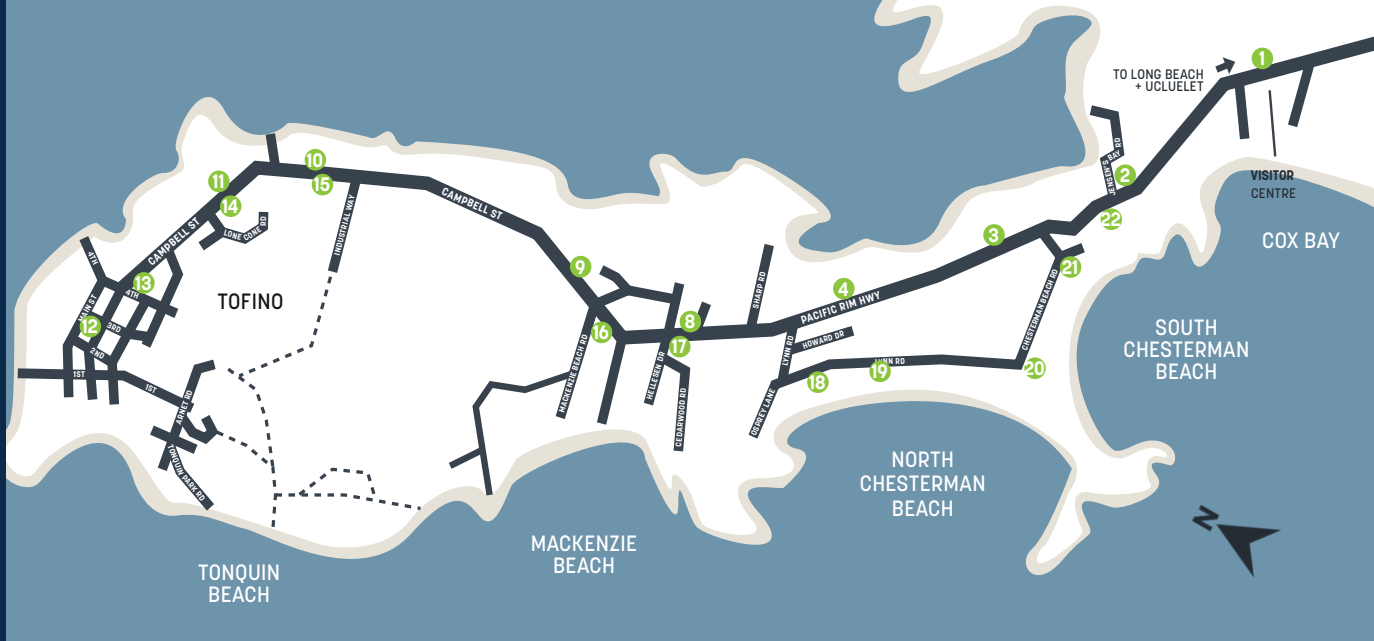 1
TO LONG BEACH
+ UCLUELET
2
JENSEN'S BAY RD
VISITOR
CENTRE
22
COX BAY
3
21
4
PACIFIC RIM HWY
CHESTERMAN BEACH RD
SOUTH
CHESTERMAN
BEACH
20
10
11
15
14
CAMPBELL ST
INDUSTRIAL WAY
LONE CONE RD
CAMPBELL ST
4TH
9
13
4TH
MAIN ST
TOFINO
SHARP RD
12
3RD
16
8
17
HOWARD DR
LYNN RD
2ND
LYNN RD
1ST
1ST
18
19
MACKENZIE BEACH RD
HELLESEN DR
CEDARWOOD RD
OSPREY LANE
ARNET RD
TONQUIN PARK RD
NORTH
CHESTERMAN
BEACH
N
MACKENZIE
BEACH
TONQUIN
BEACH